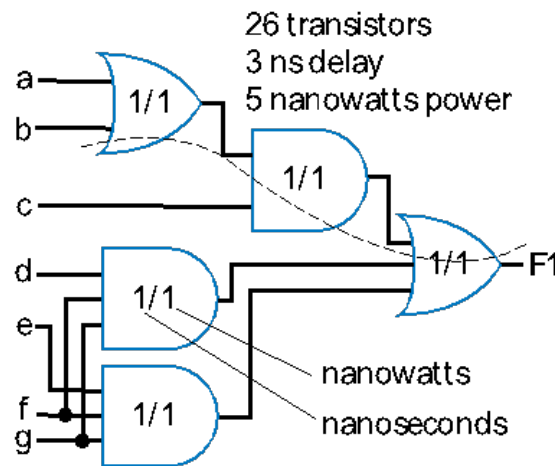 26 transistors
3 ns delay
5 nanowatts power
a
b
1/1
c
1/1
d
1/1
e
1/1
F1
f
g
1/1
nanowatts
nanoseconds